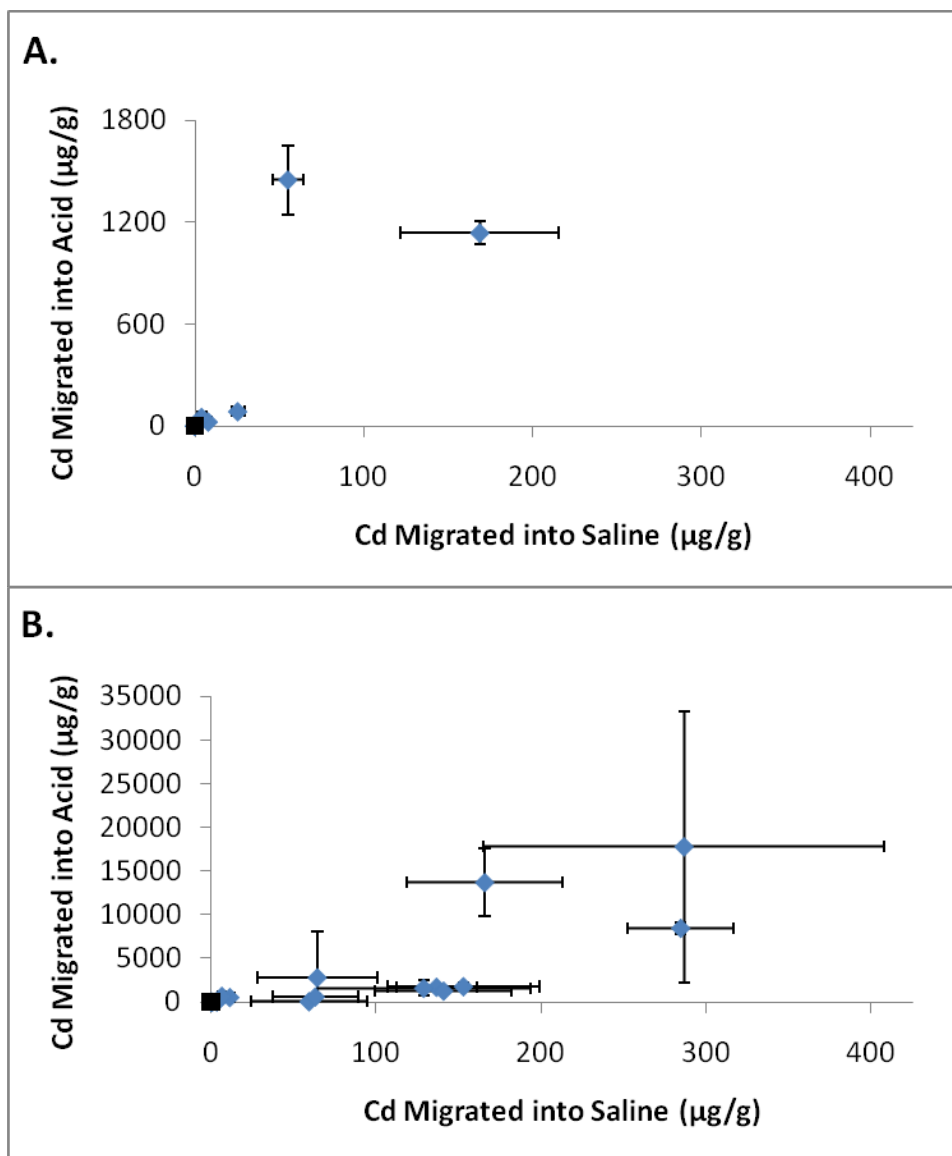 A.
Cd Migrated into Acid (µg/g)
1800
1200
600
0
0 100 200 300 400
Cd Migrated into Saline (µg/g)
B.
Cd Migrated into Acid (µg/g)
35000
30000
25000
20000
15000
10000
5000
0
0 100 200 300 400
Cd Migrated into Saline (µg/g)